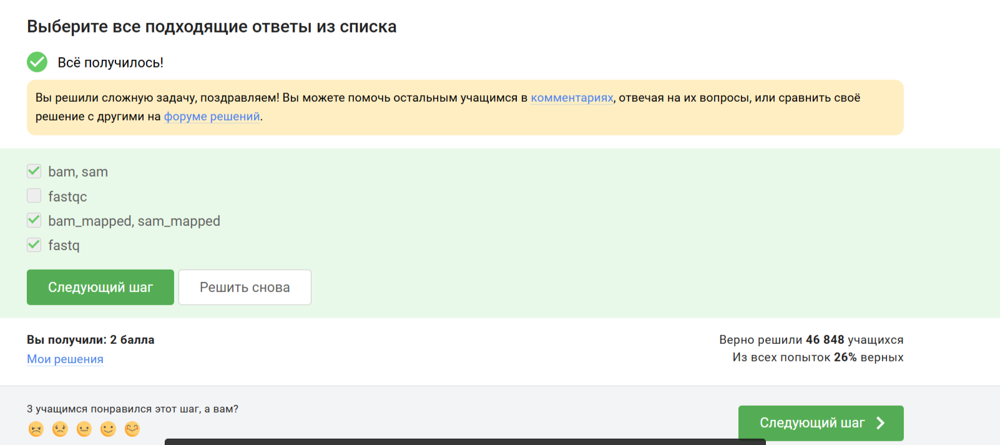 Выберите все подходящие ответы из списка
Всё получилось!
Вы решили сложную задачу, поздравляем! Вы можете помочь остальным учащимся в комментариях, отвечая на их вопросы, или сравнить своё
решение с другими на форуме решений.
bam, sam
fastqc
bam_mapped, sam_mapped
fastq
Следующий шаг
Решить снова
Вы получили: 2 балла
Мои решения
Верно решили 46 848 учащихся
Из всех попыток 26% верных
3 учащимся понравился этот шаг, а вам?
Следующий шаг